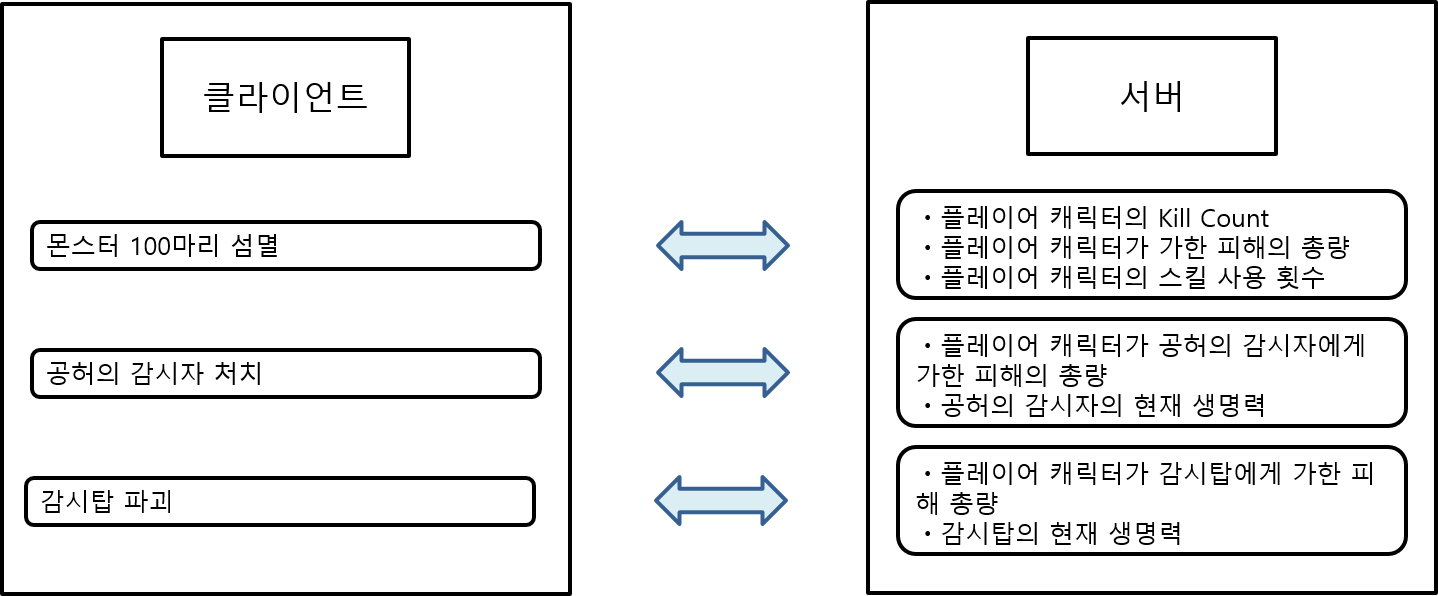 클라이언트
몬스터 100마리 섬멸
공허의 감시자 처치
감시탑 파괴
서버
・플레이어 캐릭터의 Kill Count
・플레이어 캐릭터가 가한 피해의 총량
・플레이어 캐릭터의 스킬 사용 횟수
・플레이어 캐릭터가 공허의 감시자에게
가한 피해의 총량
・공허의 감시자의 현재 생명력
・플레이어 캐릭터가 감시탑에게 가한 피
해 총량
・감시탑의 현재 생명력